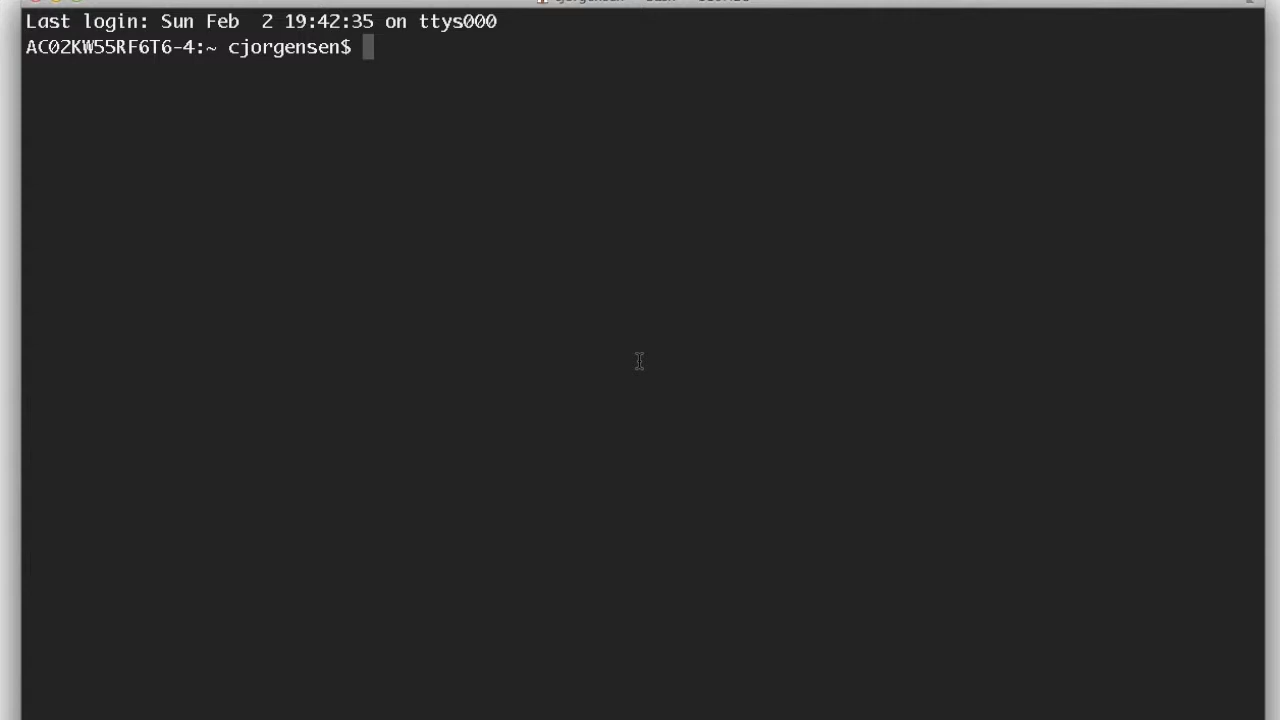 Last login: Sun Feb  2 19:42:35 on ttys000
AC02KW55RF6T6-4:~ cjorgensen$